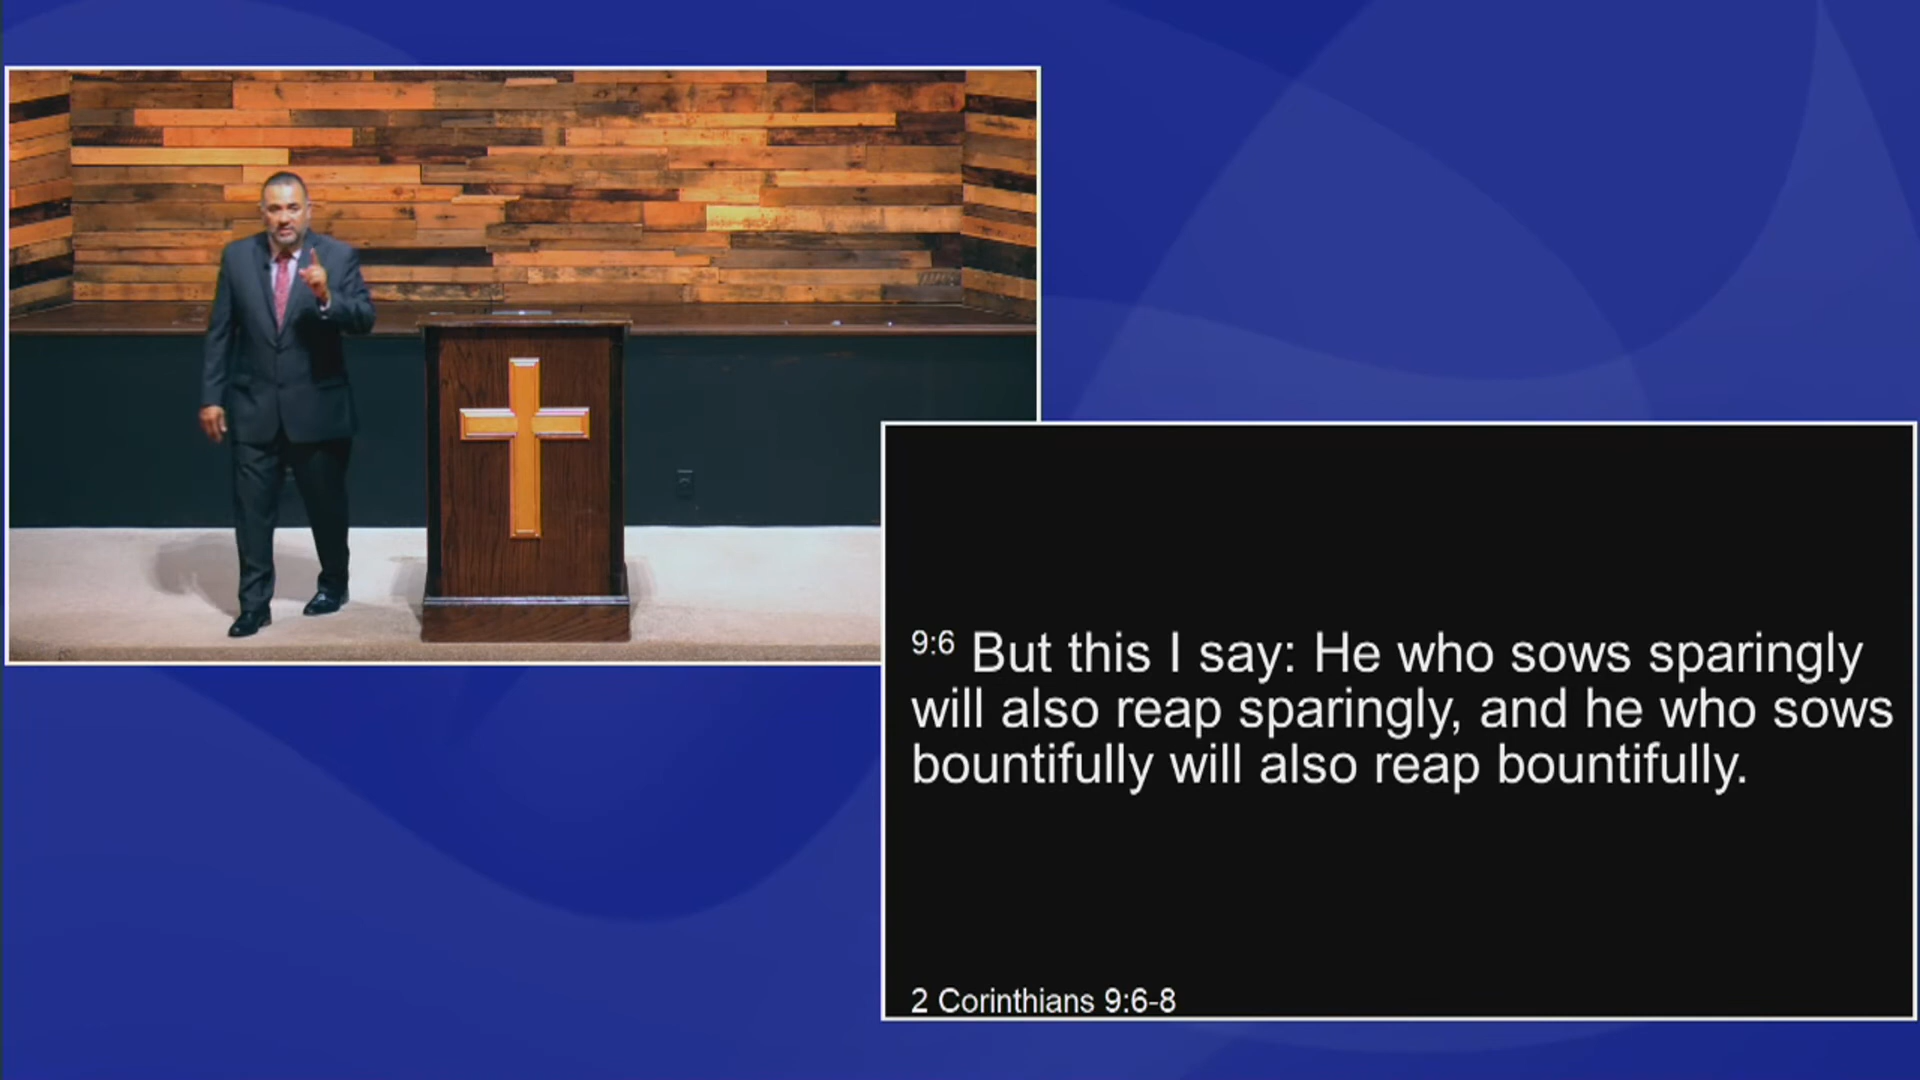 9:6 But this I say: He who sows sparingly
will also reap sparingly, and he who sows
bountifully will also reap bountifully.
2 Corinthians 9:6-8